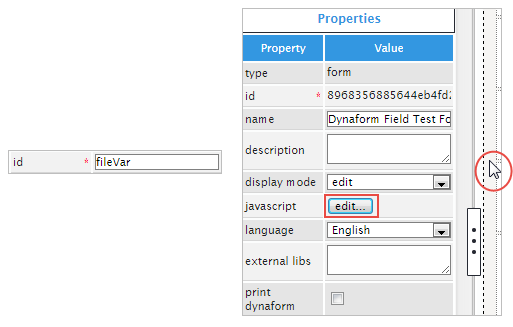 id * fileVar
Properties
Property Value
type form
id * 8968356885644eb4fd
name Dynaform Field Test Fo
description
display mode edit
javascript edit...
language English
external libs
print
dynaform